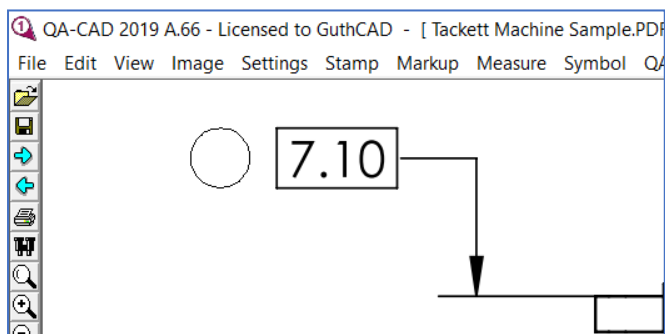 QA-CAD 2019 A.66 - Licensed to GuthCAD - [ Tackett Machine Sample.PDF
File Edit View Image Settings Stamp Markup Measure Symbol QA
7.10